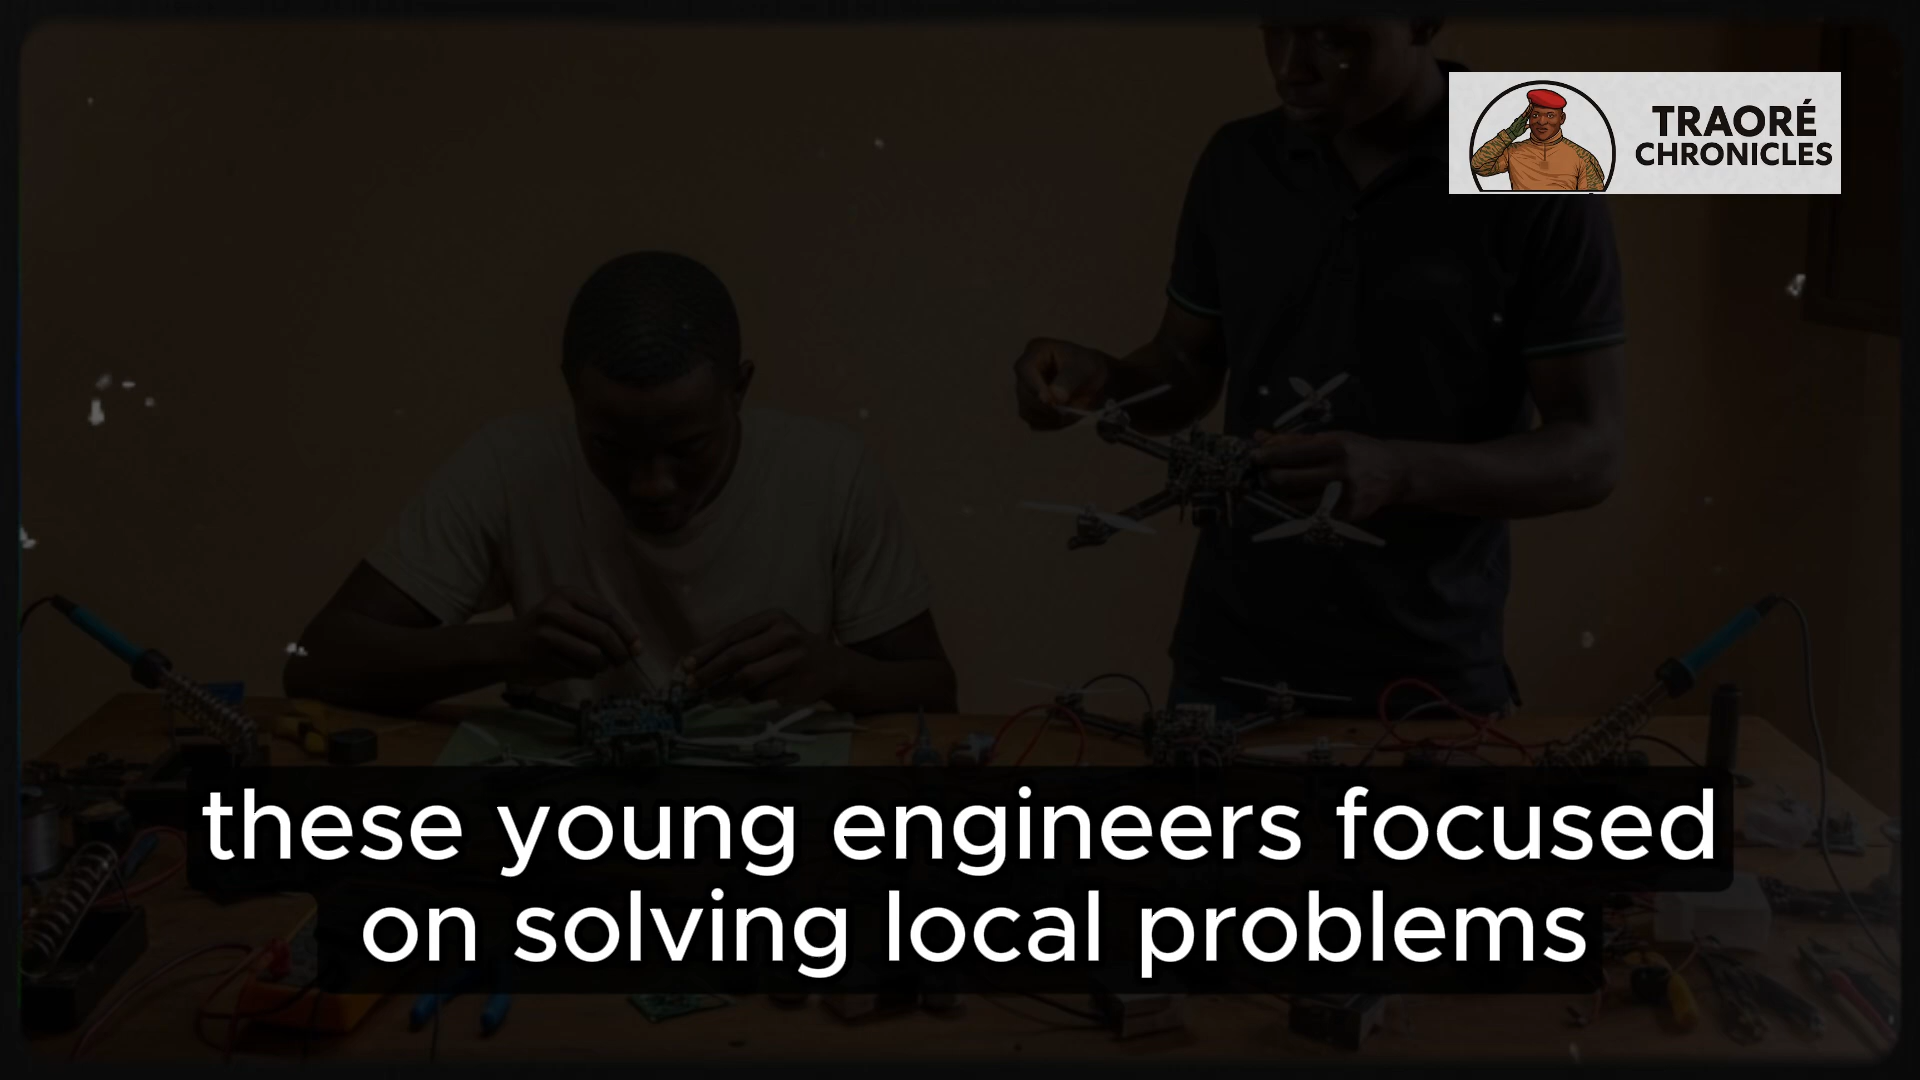 TRAORÉ
CHRONICLES
these young engineers focused
on solving local problems